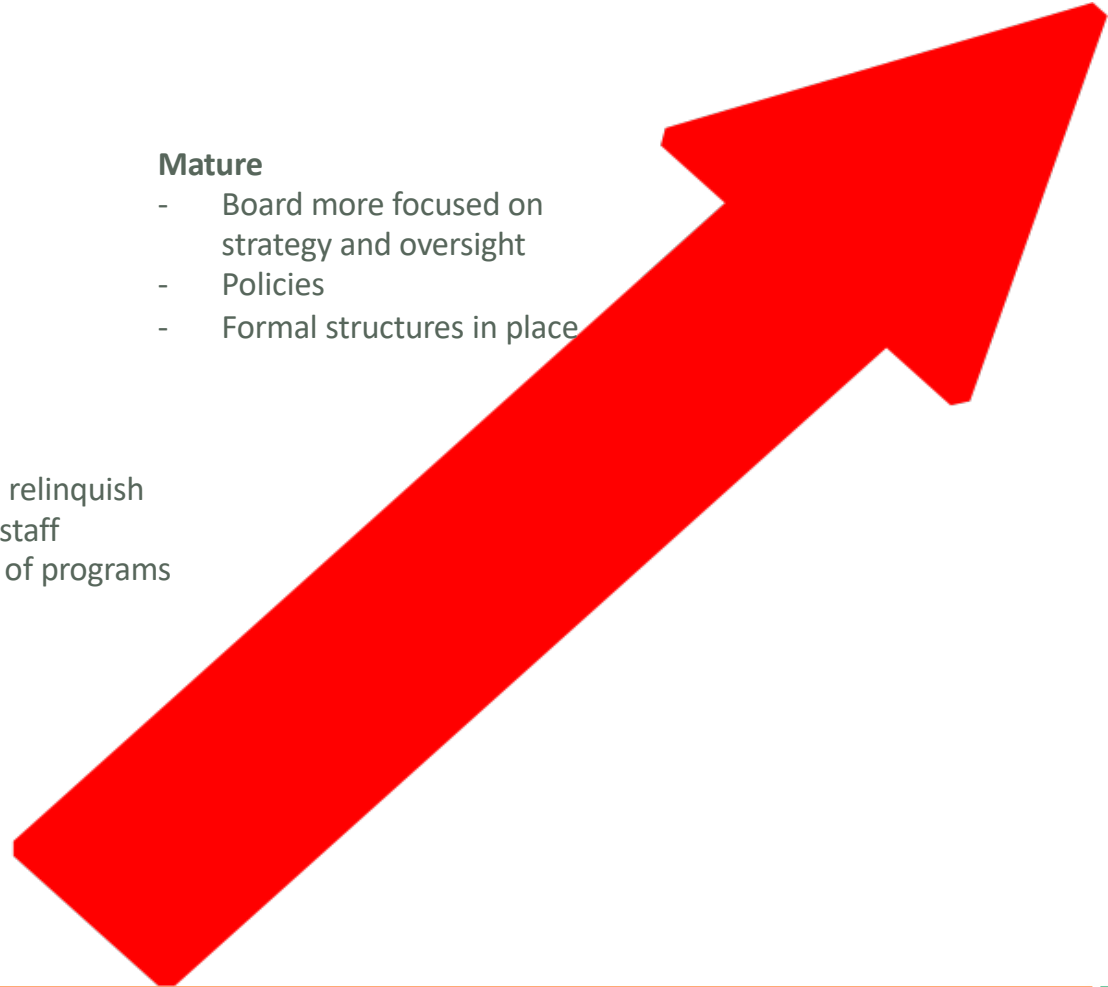 Mature
- Board more focused on
strategy and oversight
- Policies
- Formal structures in place
relinquish
staff
of programs